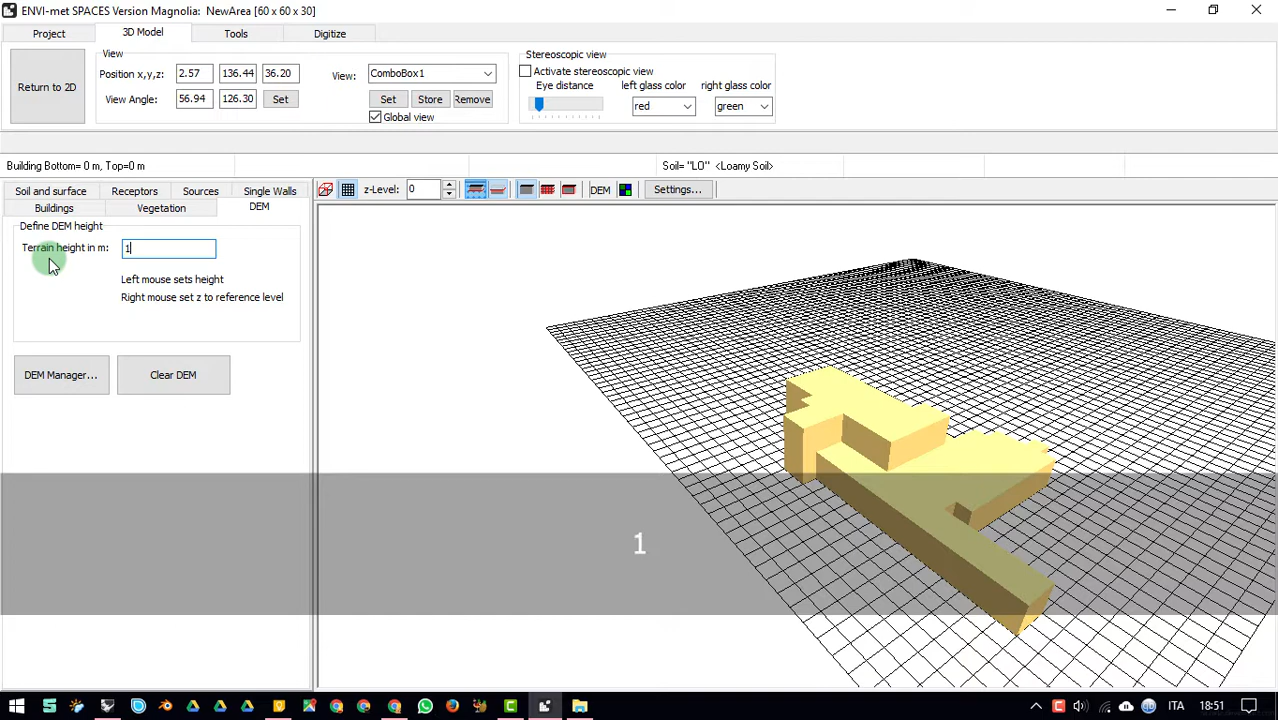 ENVI-met SPACES Version Magnolia: NewArea [60 x 60 x 30]
Project 3D Model Tools Digitize
Return to 2D
View
Position x,y,z: 2.57 136.44 36.20 View: ComboBox1
View Angle: 56.94 126.30 Set Set Store Remove
Global view
Stereoscopic view
Activate stereoscopic view
Eye distance left glass color right glass color
red green
Building Bottom= 0 m, Top=0 m Soil= "LO" <Loamy Soil>
Soil and surface Receptors Sources Single Walls
Buildings Vegetation DEM
z-Level: 0 DEM Settings...
Define DEM height
Terrain height in m: 1
Left mouse sets height
Right mouse set z to reference level
DEM Manager... Clear DEM
1
ITA 18:51